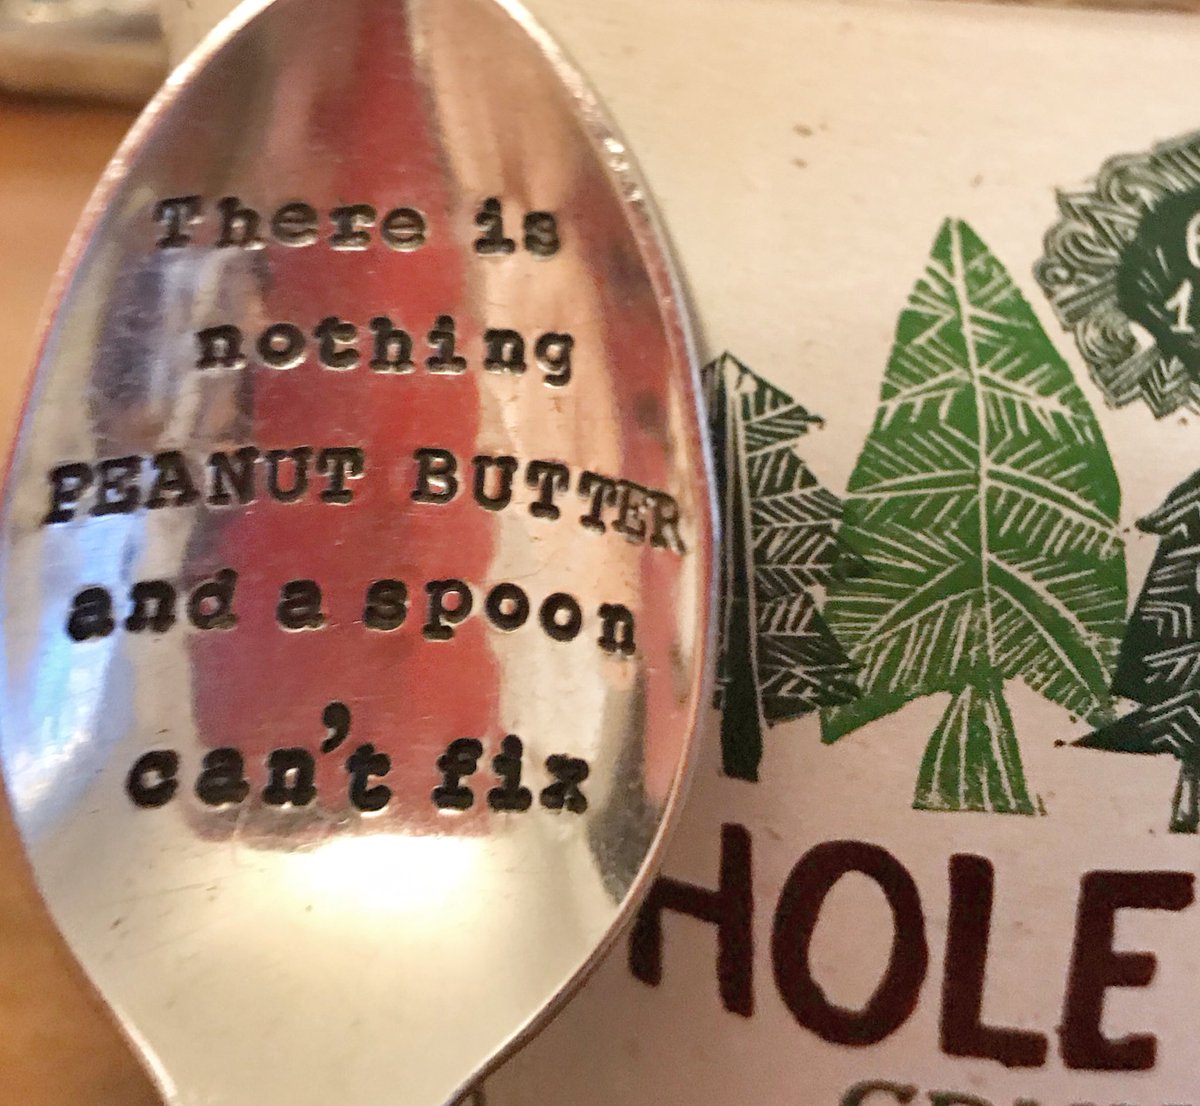 There is
nothing
PEANUT BUTTER
and a spoon
can't fix
HOLE